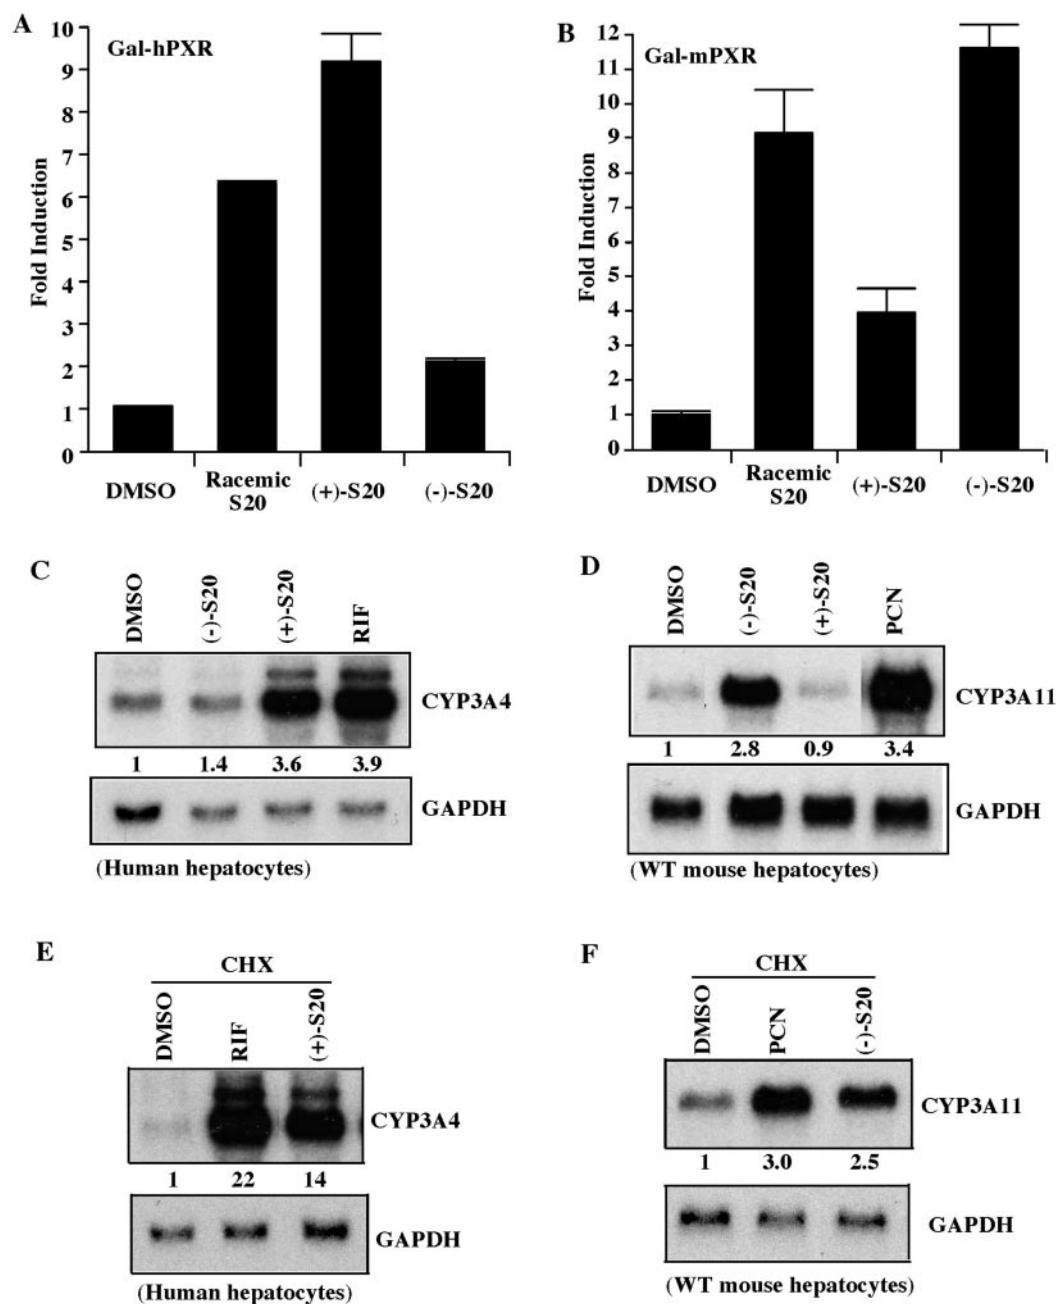 A
Gal-hPXR
Fold Induction
10
9
8
7
6
5
4
3
2
1
0
DMSO
Racemic
S20
(+)-S20
(-)-S20
B
Gal-mPXR
Fold Induction
12
11
10
9
8
7
6
5
4
3
2
1
0
DMSO
Racemic
S20
(+)-S20
(-)-S20
C
DMSO
(-)-S20
(+)-S20
RIF
CYP3A4
1 1.4 3.6 3.9
GAPDH
(Human hepatocytes)
D
DMSO
(-)-S20
(+)-S20
PCN
CYP3A11
1 2.8 0.9 3.4
GAPDH
(WT mouse hepatocytes)
E
CHX
DMSO
RIF
(+)-S20
CYP3A4
1 22 14
GAPDH
(Human hepatocytes)
F
CHX
DMSO
PCN
(-)-S20
CYP3A11
1 3.0 2.5
GAPDH
(WT mouse hepatocytes)